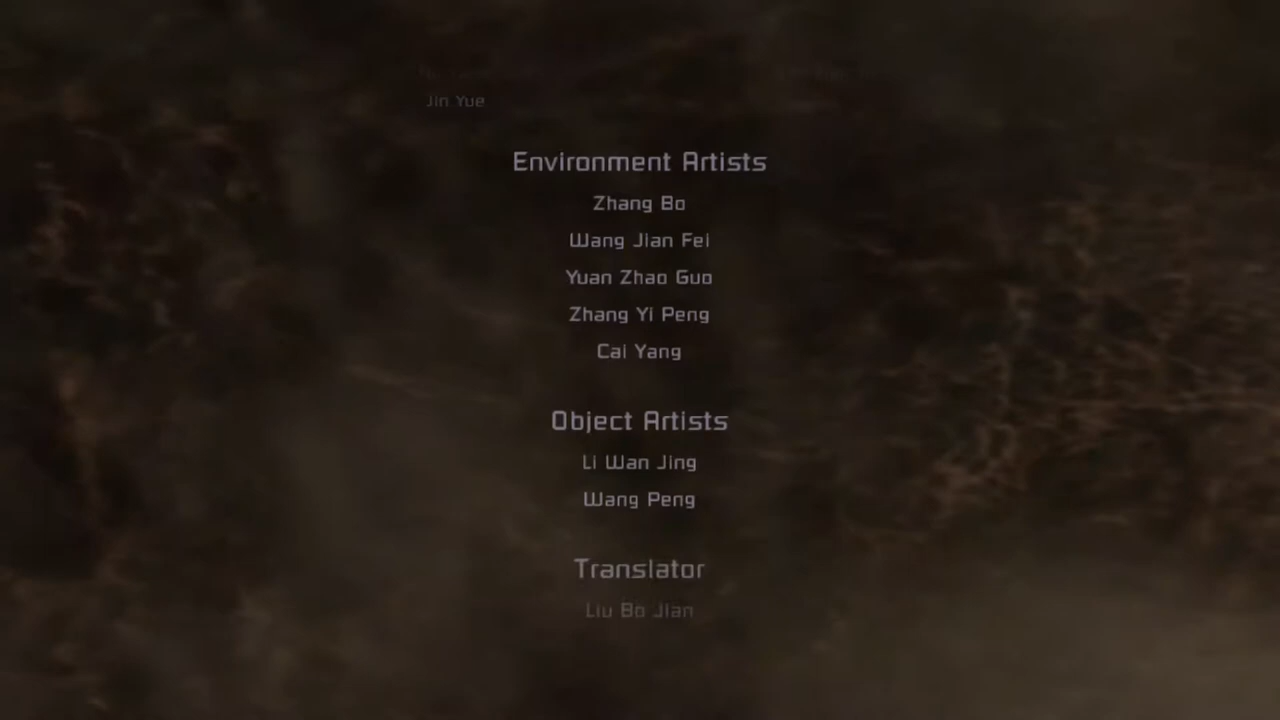 Jin Yue
Environment Artists
Zhang Bo
Wang Jian Fei
Yuan Zhao Guo
Zhang Yi Peng
Cai Yang
Object Artists
Li Wan Jing
Wang Peng
Translator
Liu Bo Jian